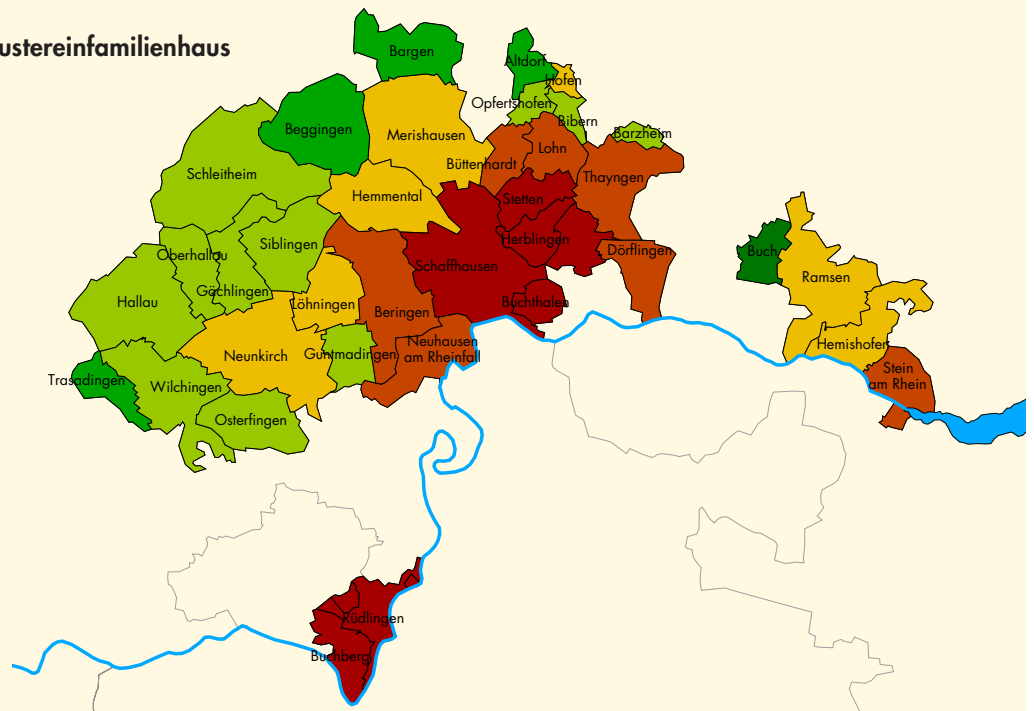 ustereinfamilienhaus
Bargen
Altdorf
Hofen
Opfertshofen
Bibern
Beggingen
Merishausen
Barzheim
Lohn
Büttenhardt
Schleitheim
Thayngen
Hemmental
Stetten
Herblingen
Siblingen
Oberhallau
Dörflingen
Buch
Schaffhausen
Ramsen
Gächlingen
Hallau
Löhningen
Buchthalen
Beringen
Neuhausen
am Rheinfall
Hemishofen
Neunkirch
Guntmadingen
Stein
am Rhein
Trasadingen
Wilchingen
Osterfingen
Rüdlingen
Buchberg